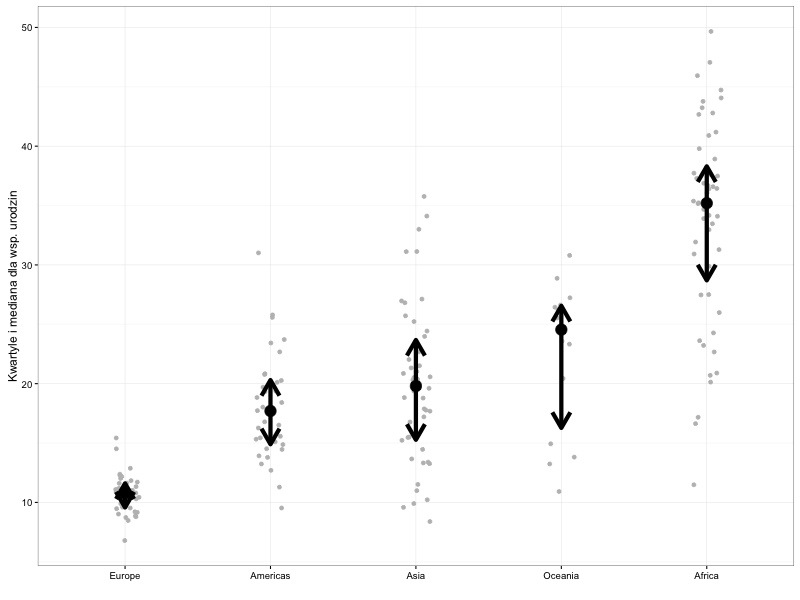 Kwartyle i mediana dla wsp. urodzin
50
40
30
20
10
Europe
Americas
Asia
Oceania
Africa